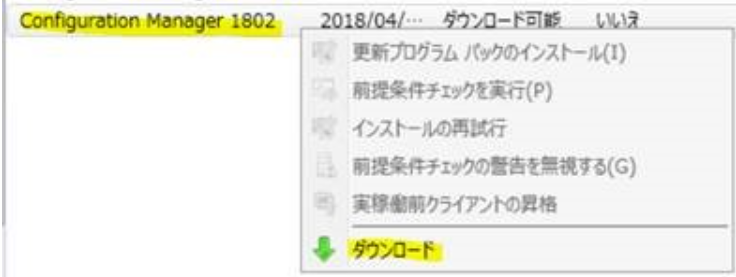 Configuration Manager 1802 2018/04/… ダウンロード可能 いいえ
更新プログラム パックのインストール(I)
前提条件チェックを実行(P)
インストールの再試行
前提条件チェックの警告を無視する(G)
実稼働前クライアントの昇格
ダウンロード